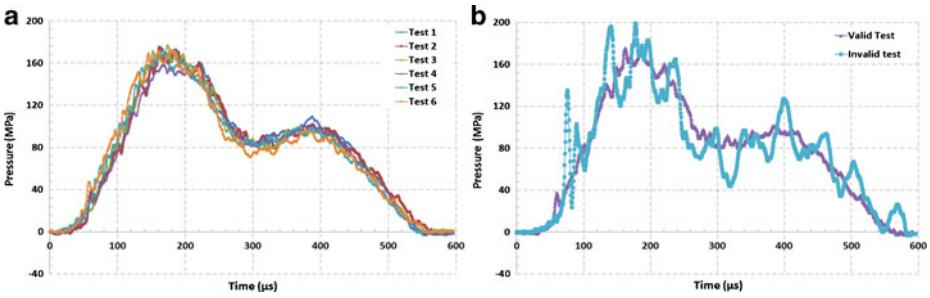 a
200
160
120
80
40
0
-40
Pressure (MPa)
0 100 200 300 400 500 600
Time (µs)
Test 1
Test 2
Test 3
Test 4
Test 5
Test 6
b
200
160
120
80
40
0
-40
Pressure (MPa)
0 100 200 300 400 500 600
Time (µs)
Valid Test
Invalid test